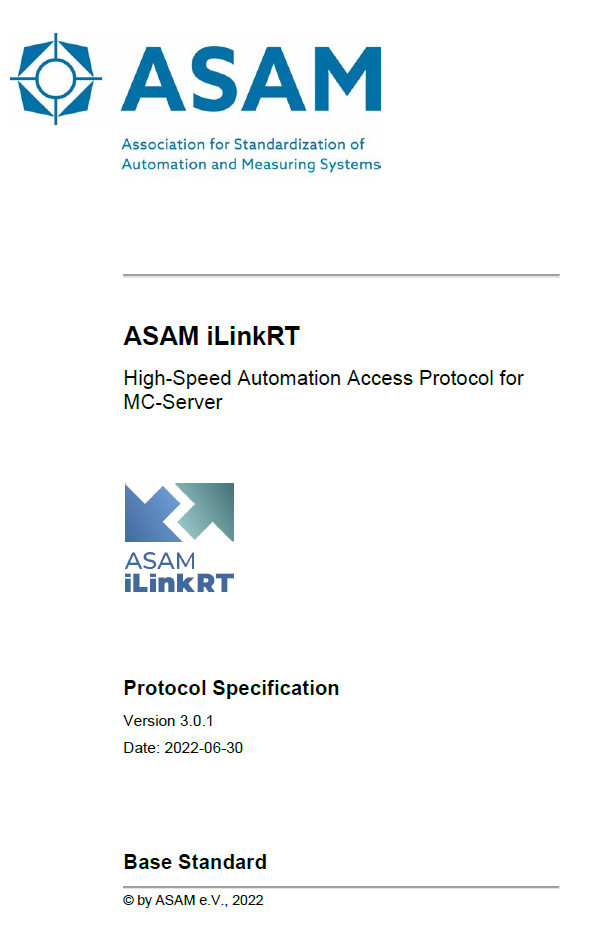 ASAM
Association for Standardization of
Automation and Measuring Systems
ASAM iLinkRT
High-Speed Automation Access Protocol for
MC-Server
ASAM
iLinkRT
Protocol Specification
Version 3.0.1
Date: 2022-06-30
Base Standard
© by ASAM e.V., 2022